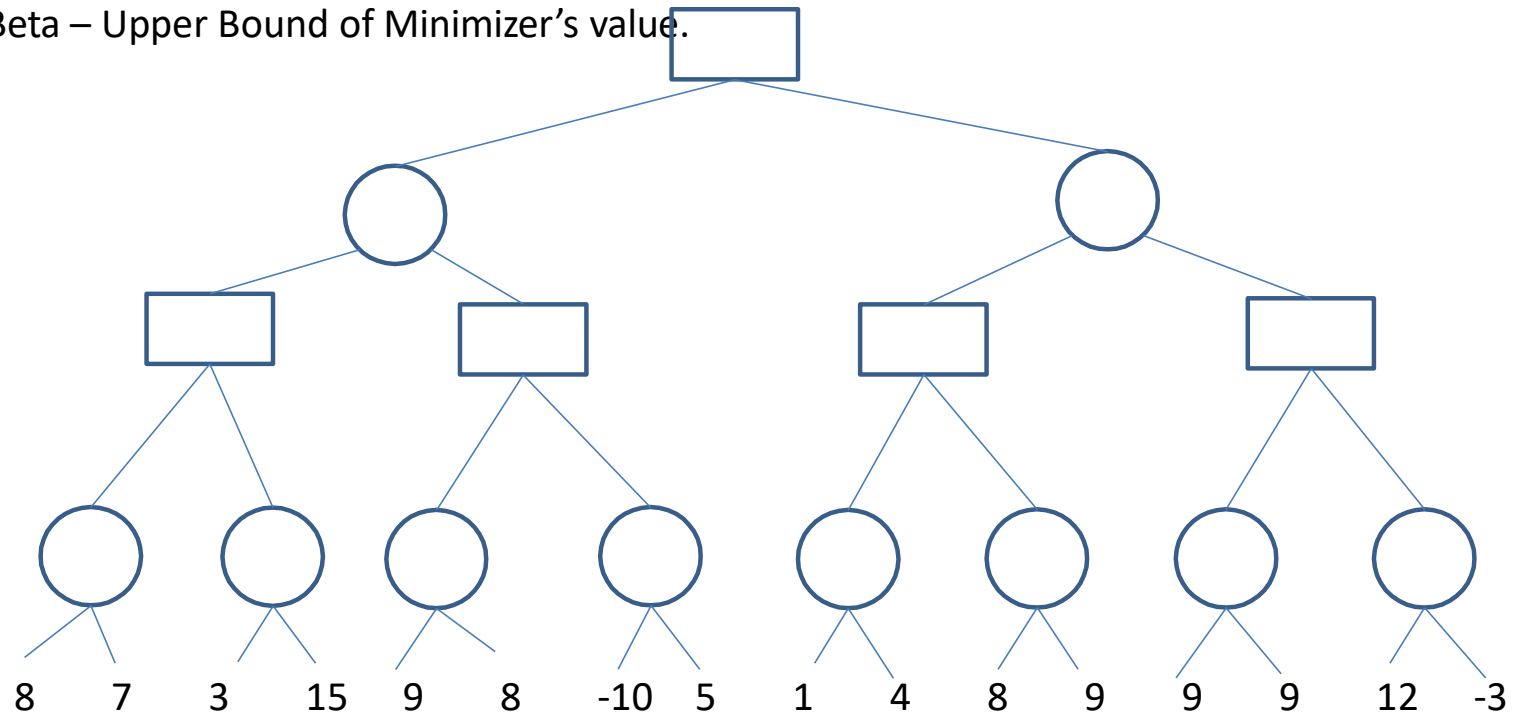 Beta – Upper Bound of Minimizer’s value.
8 7 3 15 9 8 -10 5 1 4 8 9 9 9 12 -3